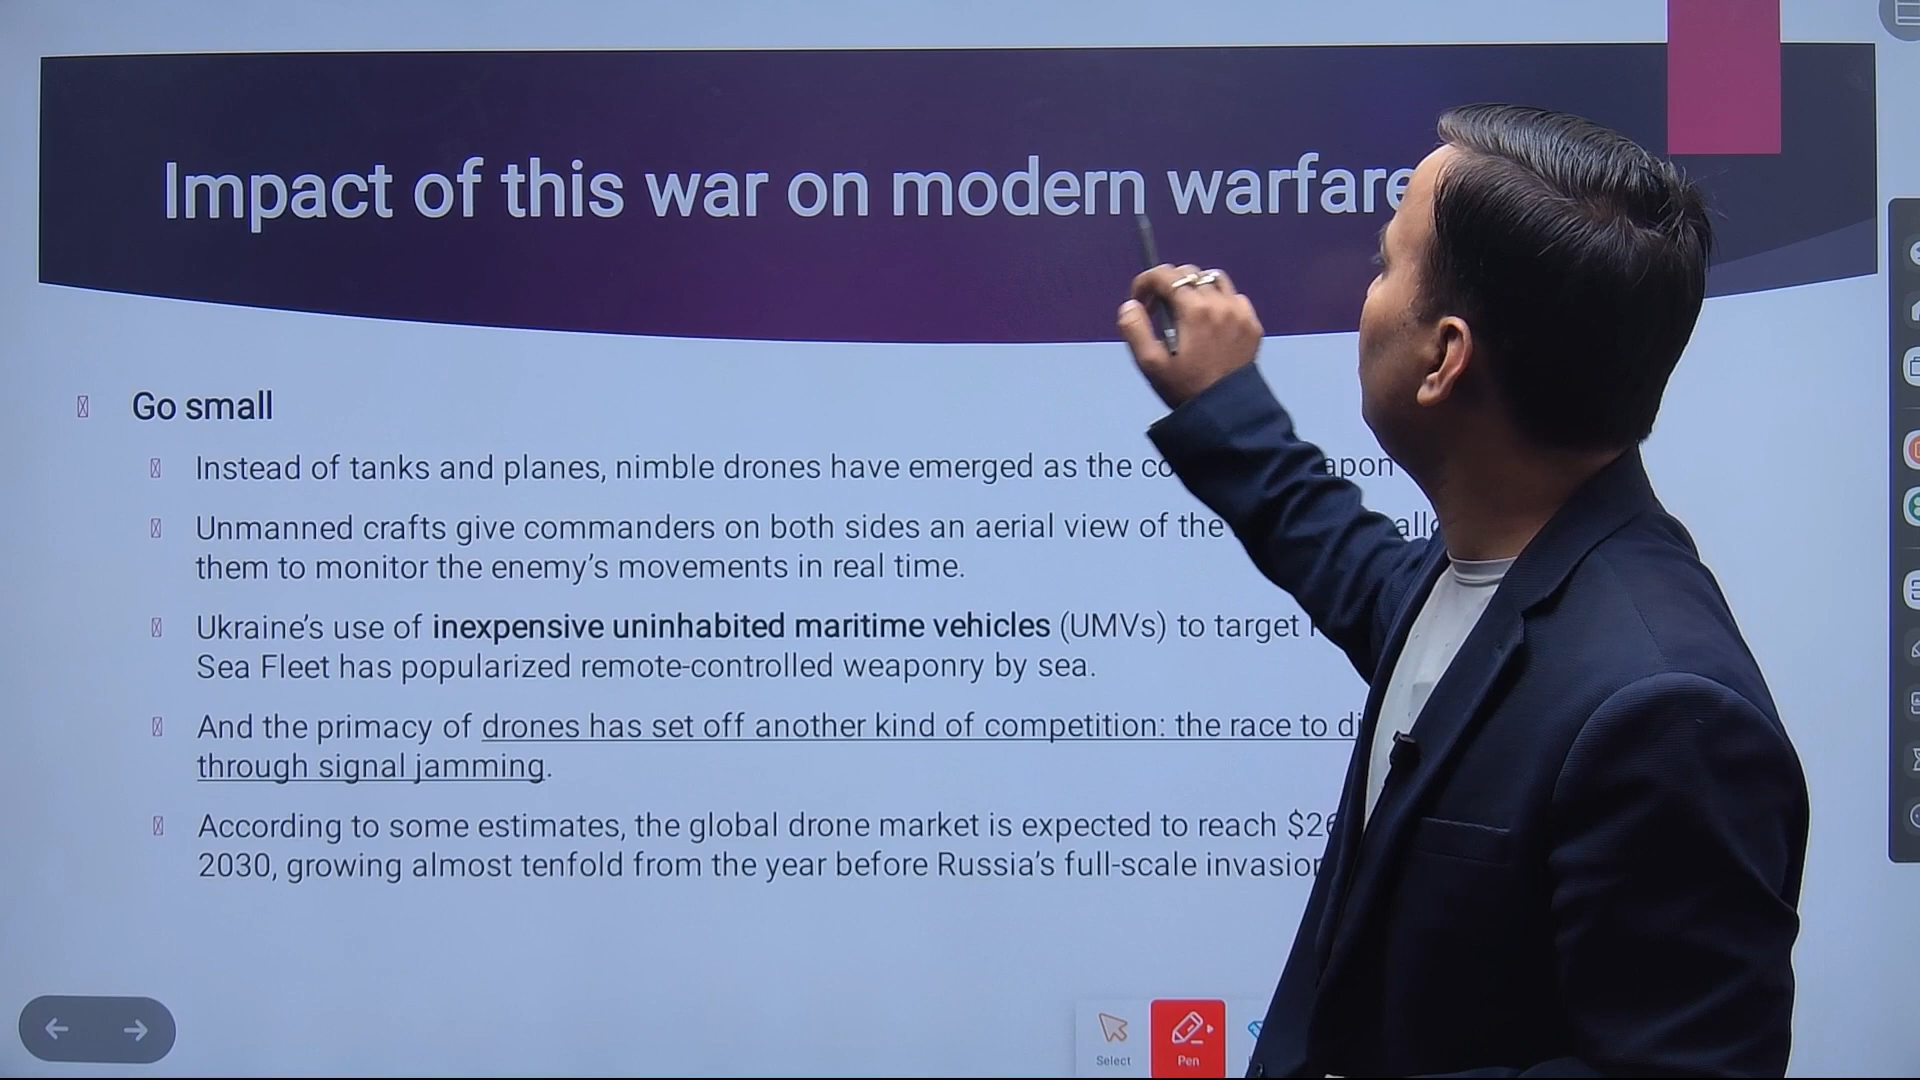 Impact of this war on modern warfare
Go small
Instead of tanks and planes, nimble drones have emerged as the
Unmanned crafts give commanders on both sides an aerial view of the
them to monitor the enemy's movements in real time.
Ukraine's use of inexpensive uninhabited maritime vehicles (UMVs) to target
Sea Fleet has popularized remote-controlled weaponry by sea.
And the primacy of drones has set off another kind of competition: the race to
through signal jamming.
According to some estimates, the global drone market is expected to reach
2030, growing almost tenfold from the year before Russia's full-scale invasion
Select
Pen